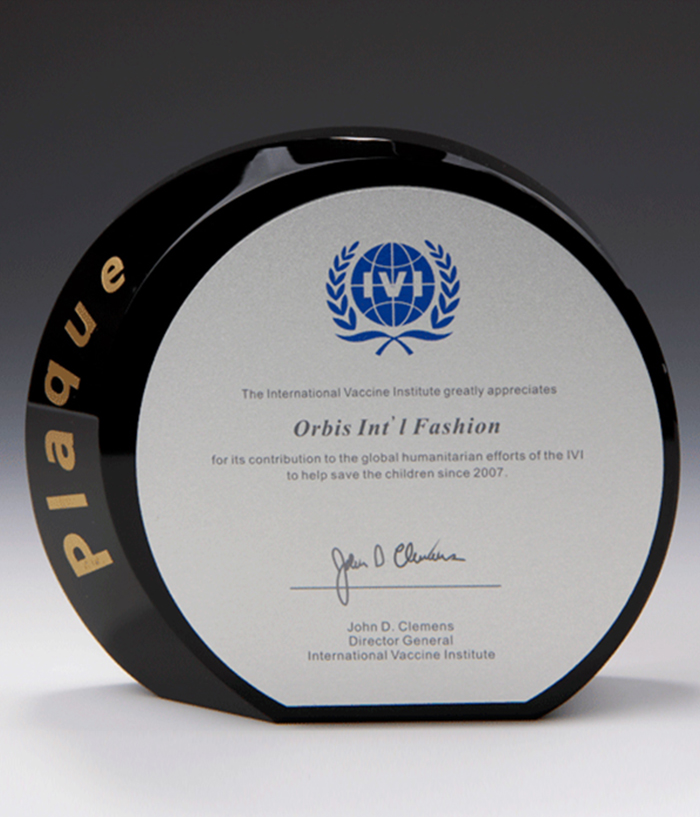 Plaque
IVI
The International Vaccine Institute greatly appreciates
Orbis Int'l Fashion
for its contribution to the global humanitarian efforts of the IVI
to help save the children since 2007.
John D Clemens
John D. Clemens
Director General
International Vaccine Institute